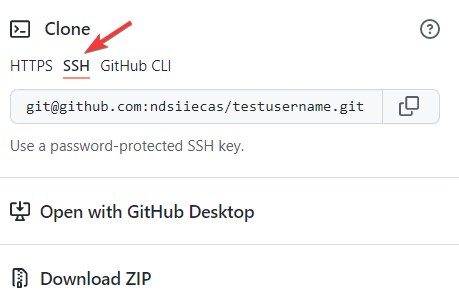 Clone
HTTPS SSH GitHub CLI
git@github.com:ndsiiecas/testusername.git
Use a password-protected SSH key.
Open with GitHub Desktop
Download ZIP